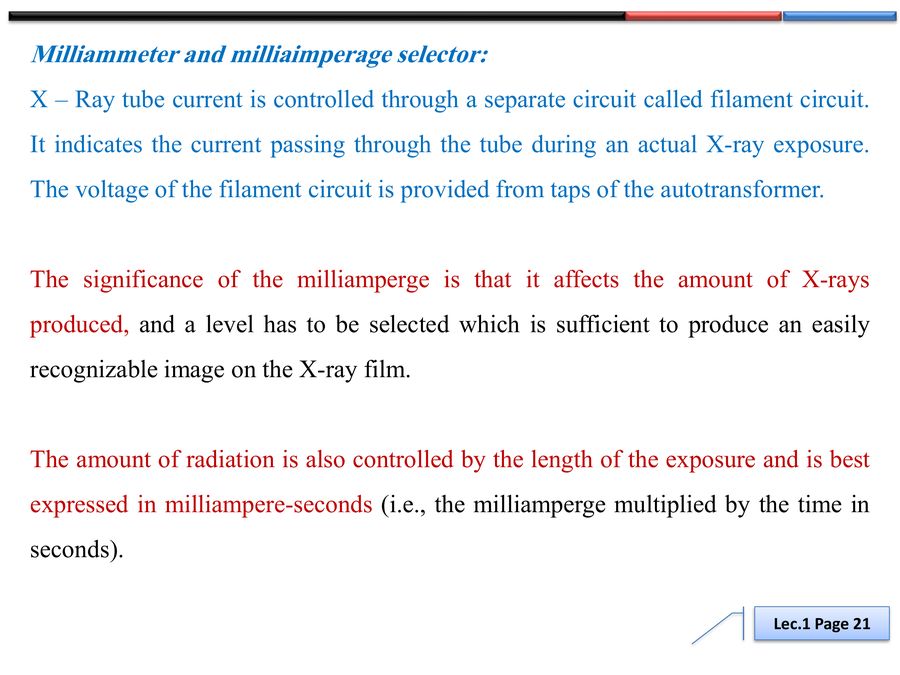 Milliammeter and milliaimperage selector:
X – Ray tube current is controlled through a separate circuit called filament circuit.
It indicates the current passing through the tube during an actual X-ray exposure.
The voltage of the filament circuit is provided from taps of the autotransformer.
The significance of the milliamperge is that it affects the amount of X-rays
produced, and a level has to be selected which is sufficient to produce an easily
recognizable image on the X-ray film.
The amount of radiation is also controlled by the length of the exposure and is best
expressed in milliampere-seconds (i.e., the milliamperge multiplied by the time in
seconds).
Lec.1 Page 21